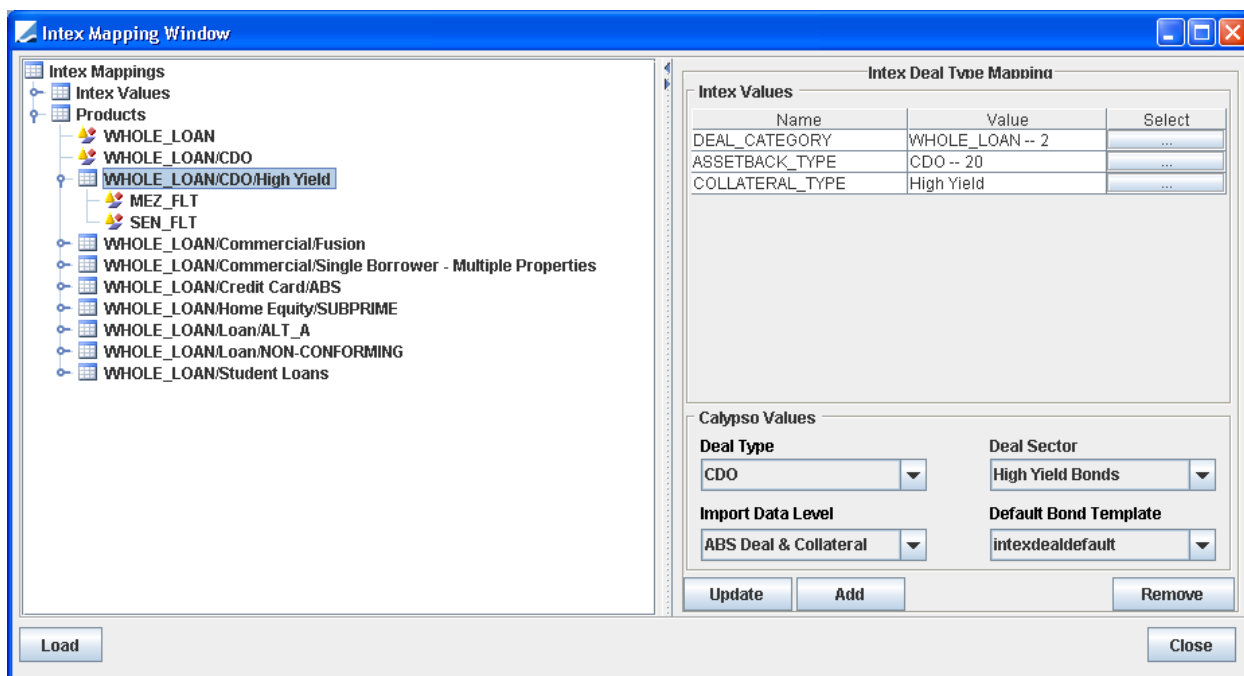 Intex Mapping Window
Intex Mappings
Intex Values
Products
WHOLE_LOAN
WHOLE_LOAN/CDO
WHOLE_LOAN/CDO/High Yield
MEZ_FLT
SEN_FLT
WHOLE_LOAN/Commercial/Fusion
WHOLE_LOAN/Commercial/Single Borrower - Multiple Properties
WHOLE_LOAN/Credit Card/ABS
WHOLE_LOAN/Home Equity/SUBPRIME
WHOLE_LOAN/Loan/ALT_A
WHOLE_LOAN/Loan/NON-CONFORMING
WHOLE_LOAN/Student Loans
Intex Deal Type Mapping
Intex Values
Name Value Select
DEAL_CATEGORY WHOLE_LOAN -- 2 ...
ASSETBACK_TYPE CDO -- 20 ...
COLLATERAL_TYPE High Yield ...
Calypso Values
Deal Type Deal Sector
CDO High Yield Bonds
Import Data Level Default Bond Template
ABS Deal & Collateral intexdealdefault
Update Add Remove
Load Close